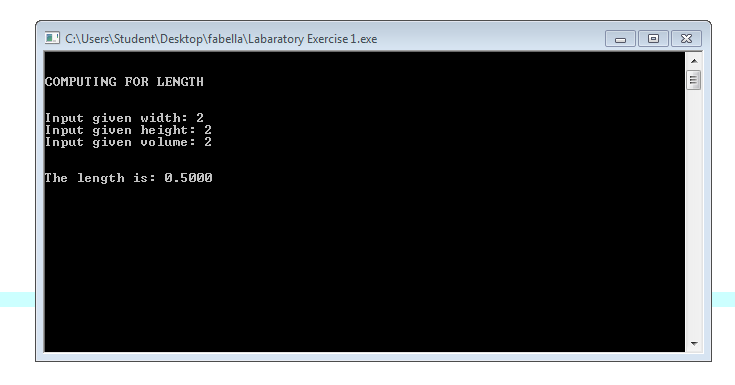 C:\Users\Student\Desktop\fabella\Labaratory Exercise 1.exe
COMPUTING FOR LENGTH
Input given width: 2
Input given height: 2
Input given volume: 2
The length is: 0.5000